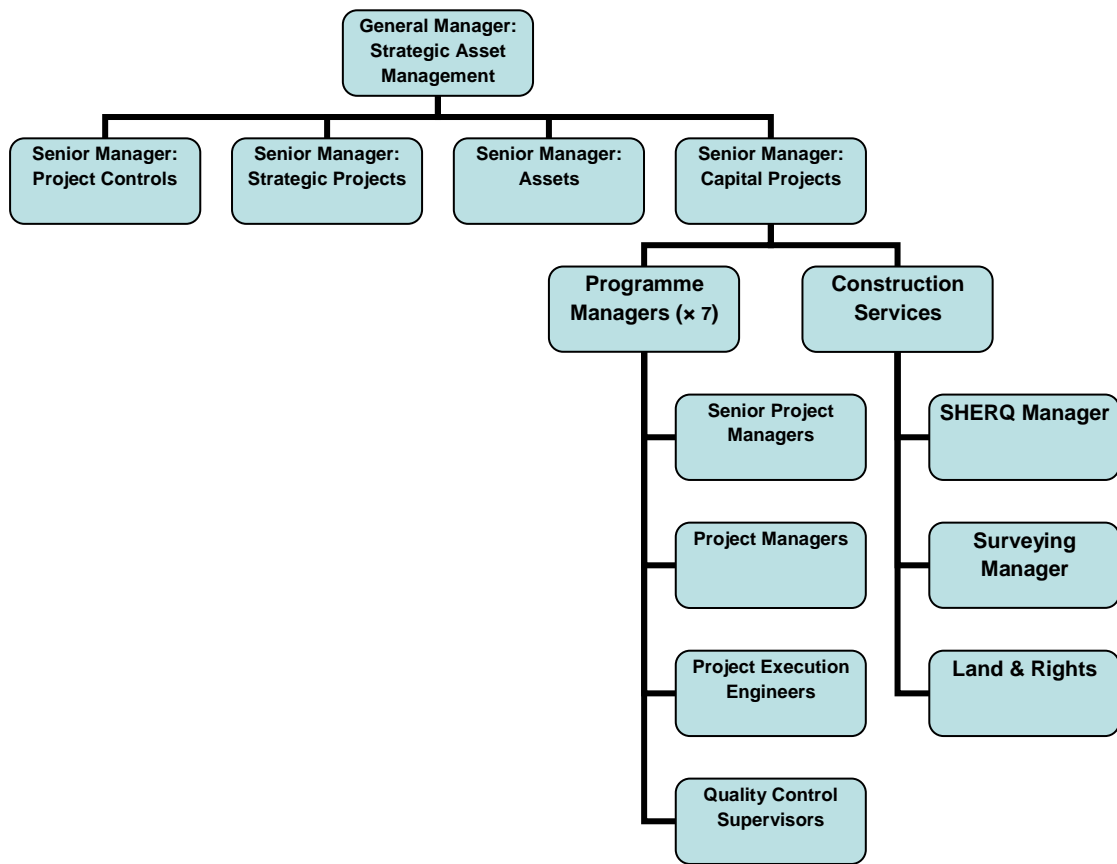 General Manager:
Strategic Asset
Management
Senior Manager:
Project Controls
Senior Manager:
Strategic Projects
Senior Manager:
Assets
Senior Manager:
Capital Projects
Programme
Managers (× 7)
Construction
Services
Senior Project
Managers
SHERQ Manager
Project Managers
Surveying
Manager
Project Execution
Engineers
Land & Rights
Quality Control
Supervisors